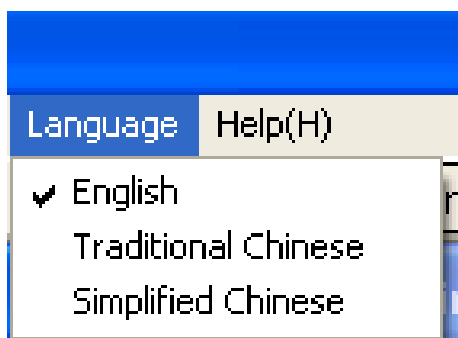 Language Help(H)
English
Traditional Chinese
Simplified Chinese